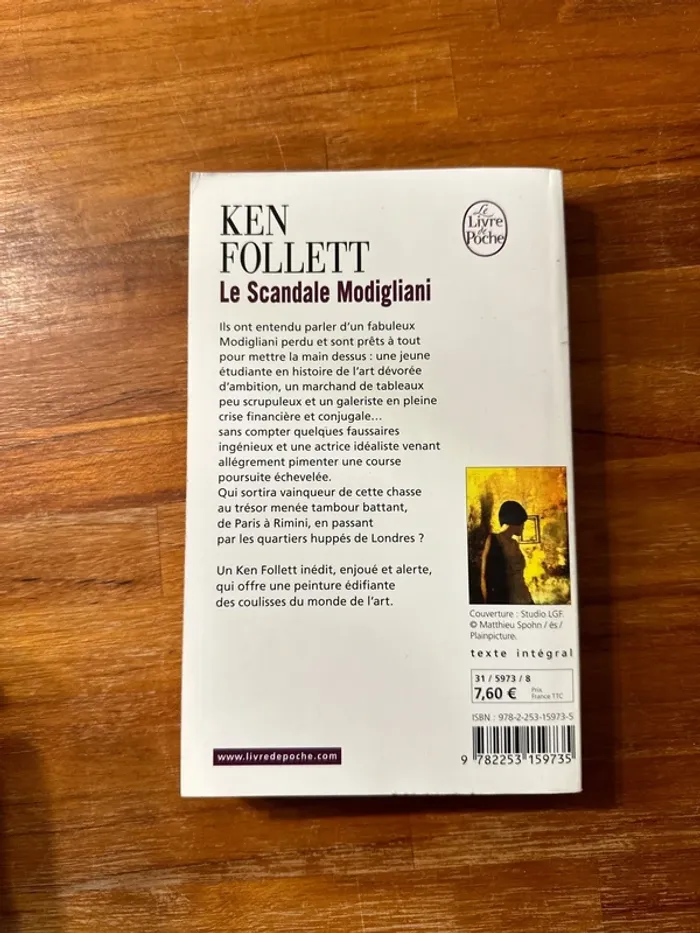 KEN
FOLLETT
Le Scandale Modigliani
Le
Livre
de
Poche
Ils ont entendu parler d'un fabuleux
Modigliani perdu et sont prêts à tout
pour mettre la main dessus : une jeune
étudiante en histoire de l'art dévorée
d'ambition, un marchand de tableaux
peu scrupuleux et un galeriste en pleine
crise financière et conjugale...
sans compter quelques faussaires
ingénieux et une actrice idéaliste venant
allégrement pimenter une course
poursuite échevelée.
Qui sortira vainqueur de cette chasse
au trésor menée tambour battant,
de Paris à Rimini, en passant
par les quartiers huppés de Londres ?
Un Ken Follett inédit, enjoué et alerte,
qui offre une peinture édifiante
des coulisses du monde de l'art.
Couverture : Studio LGF.
© Matthieu Spohn / és /
Plainpicture.
texte intégral
31 / 5973 / 8
7,60 € Prix
France TTC
ISBN : 978-2-253-15973-5
9 782253 159735
www.livredepoche.com